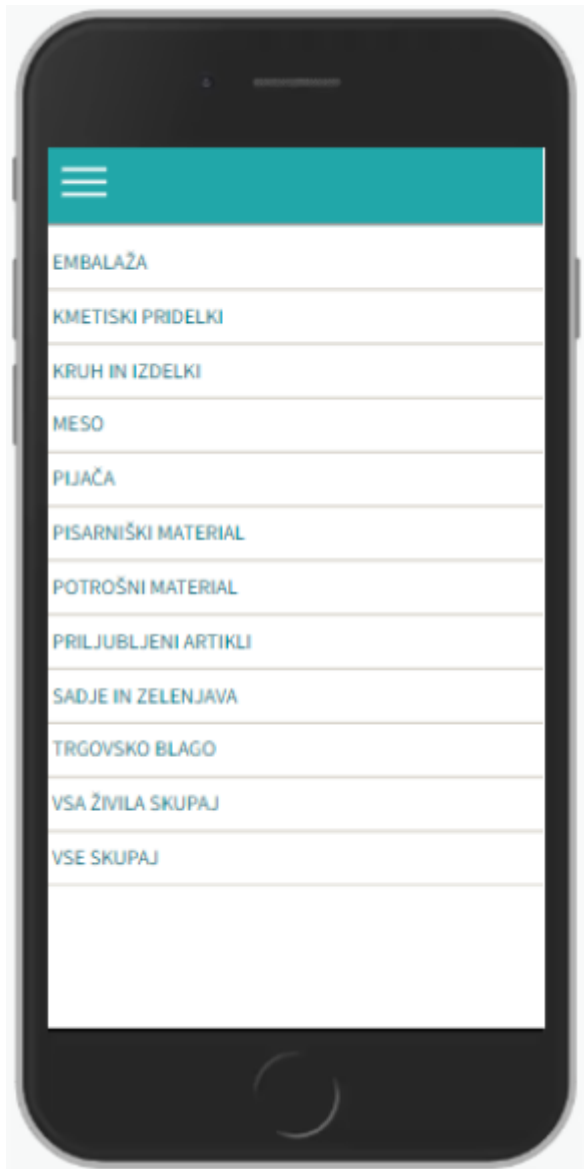 EMBALAŽA
KMETISKI PRIDELKI
KRUH IN IZDELKI
MESO
PIJAČA
PISARNIŠKI MATERIAL
POTROŠNI MATERIAL
PRILJUBLJENI ARTIKLI
SADJE IN ZELENJAVA
TRGOVSKO BLAGO
VSA ŽIVILA SKUPAJ
VSE SKUPAJ